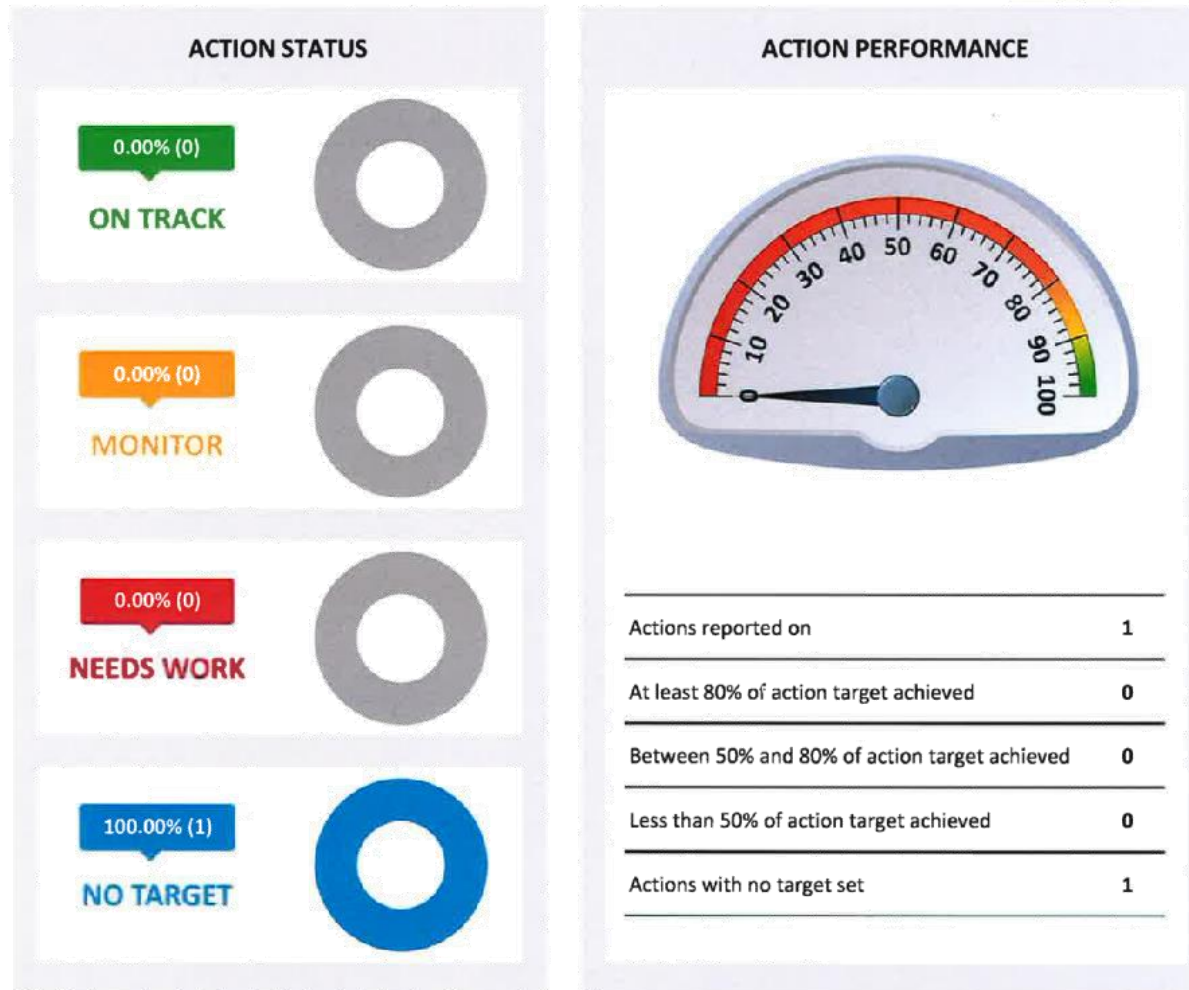 ACTION STATUS
0.00% (0)
ON TRACK
0.00% (0)
MONITOR
0.00% (0)
NEEDS WORK
100.00% (1)
NO TARGET
ACTION PERFORMANCE
0
10
20
30
40
50
60
70
80
90
100
Actions reported on 1
At least 80% of action target achieved 0
Between 50% and 80% of action target achieved 0
Less than 50% of action target achieved 0
Actions with no target set 1